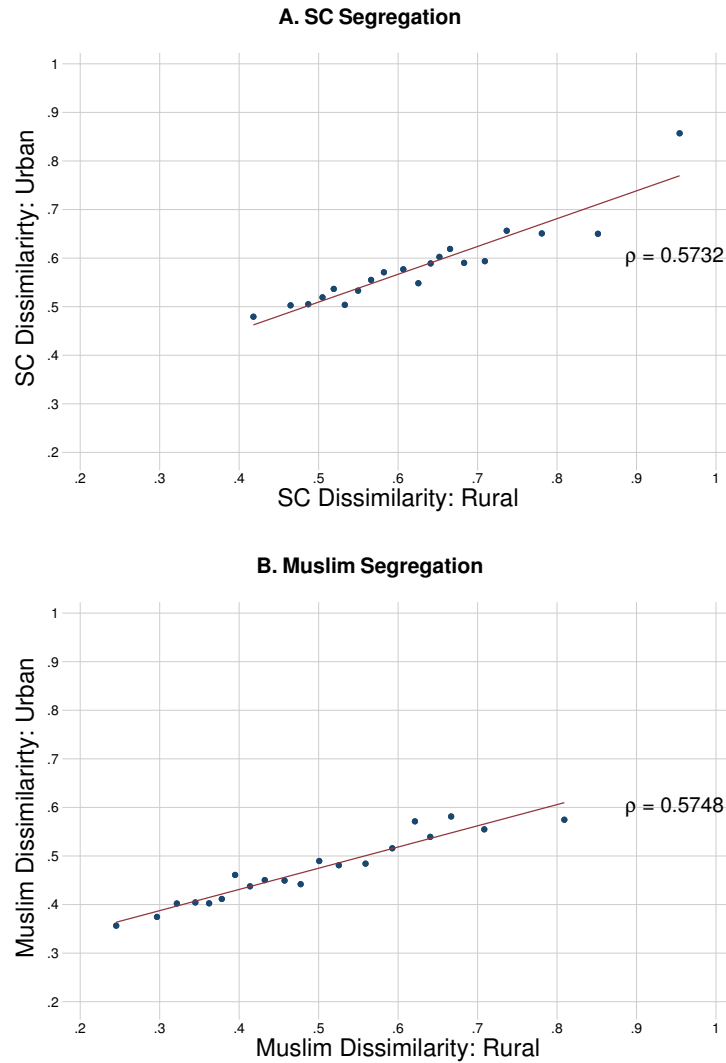 A. SC Segregation
1
.9
.8
.7
.6
.5
.4
.3
.2
SC Dissimilarirty: Urban
ρ = 0.5732
.2 .3 .4 .5 .6 .7 .8 .9 1
SC Dissimilarity: Rural
B. Muslim Segregation
1
.9
.8
.7
.6
.5
.4
.3
.2
Muslim Dissimilarirty: Urban
ρ = 0.5748
.2 .3 .4 .5 .6 .7 .8 .9 1
Muslim Dissimilarity: Rural